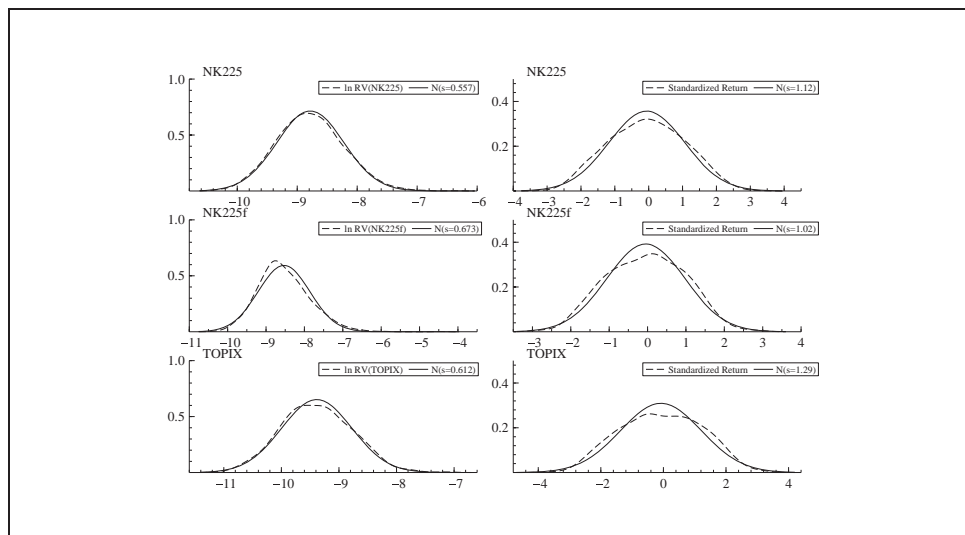 NK225
1.0
0.5
ln RV(NK225) N(s=0.557)
−10 −9 −8 −7 −6
NK225
0.4
0.2
Standardized Return N(s=1.12)
−4 −3 −2 −1 0 1 2 3 4
NK225f
1.0
0.5
ln RV(NK225f) N(s=0.673)
−11 −10 −9 −8 −7 −6 −5 −4
NK225f
0.4
0.2
Standardized Return N(s=1.02)
−3 −2 −1 0 1 2 3 4
TOPIX
1.0
0.5
ln RV(TOPIX) N(s=0.612)
−11 −10 −9 −8 −7
TOPIX
0.4
0.2
Standardized Return N(s=1.29)
−4 −2 0 2 4